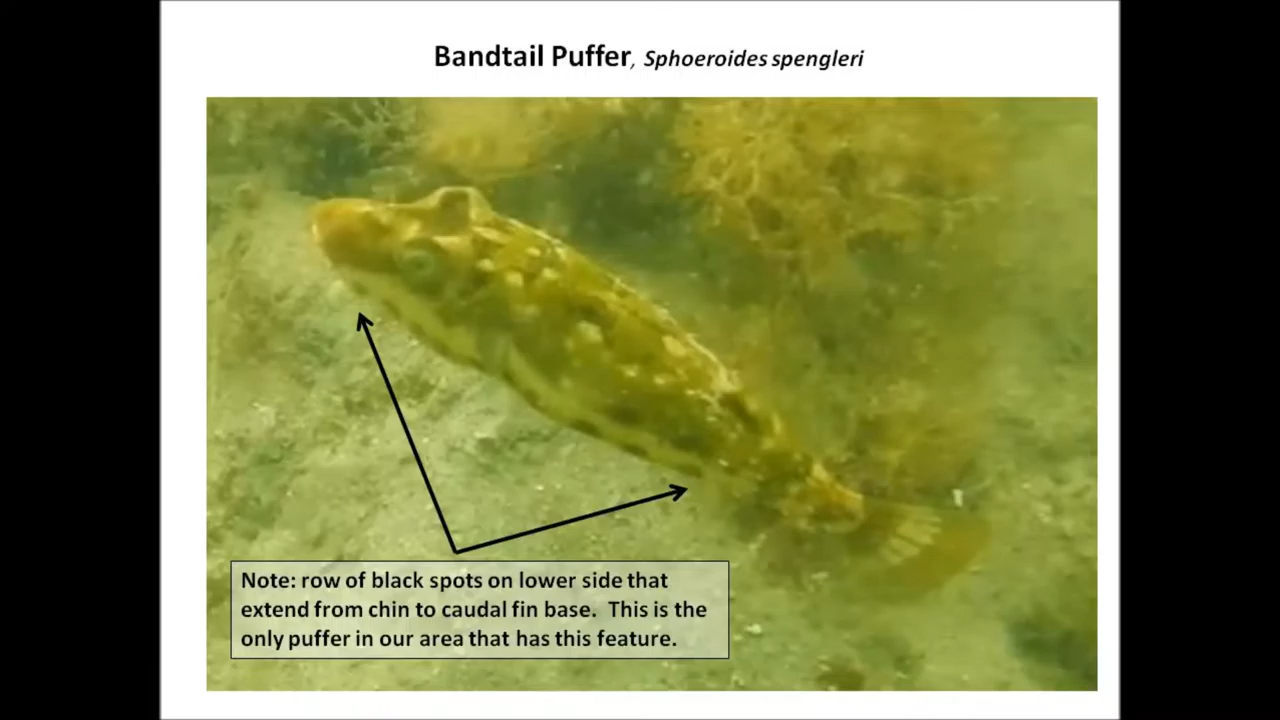 Bandtail Puffer, Sphoeroides spengleri
Note: row of black spots on lower side that
extend from chin to caudal fin base.  This is the
only puffer in our area that has this feature.